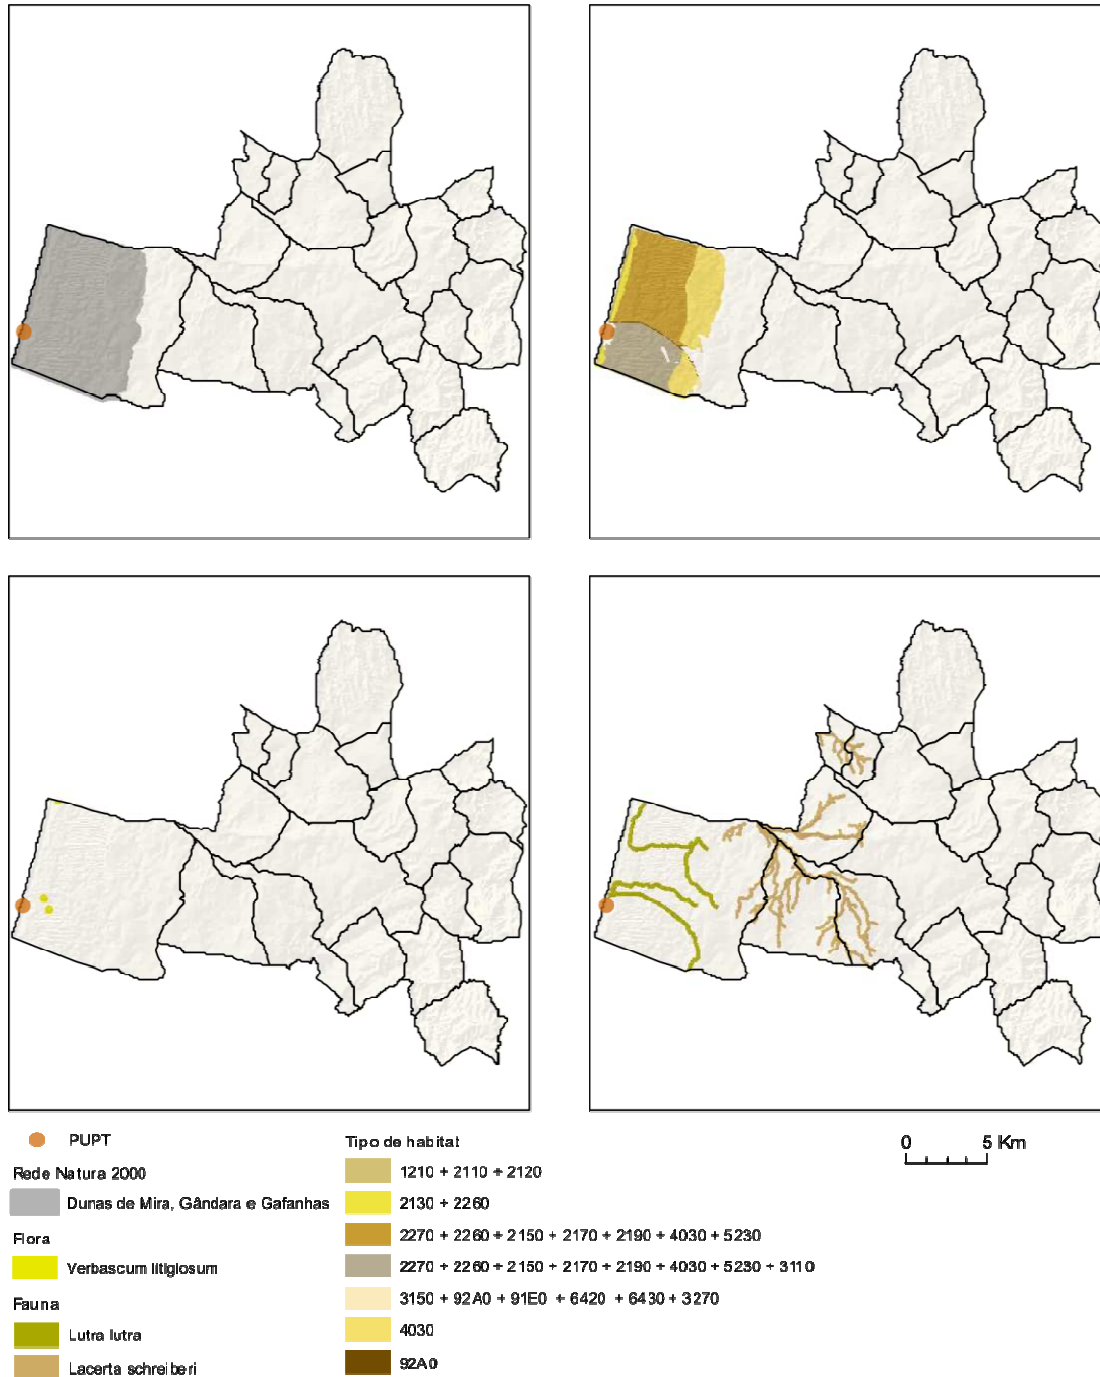 PUPT
Rede Natura 2000
Dunas de Mira, Gândara e Gafanhas
Flora
Verbascum litigiosum
Fauna
Lutra lutra
Lacerta schreiberi
Tipo de habitat
1210 + 2110 + 2120
2130 + 2260
2270 + 2260 + 2150 + 2170 + 2190 + 4030 + 5230
2270 + 2260 + 2150 + 2170 + 2190 + 4030 + 5230 + 3110
3150 + 92A0 + 91E0 + 6420 + 6430 + 3270
4030
92A0
0 5 Km